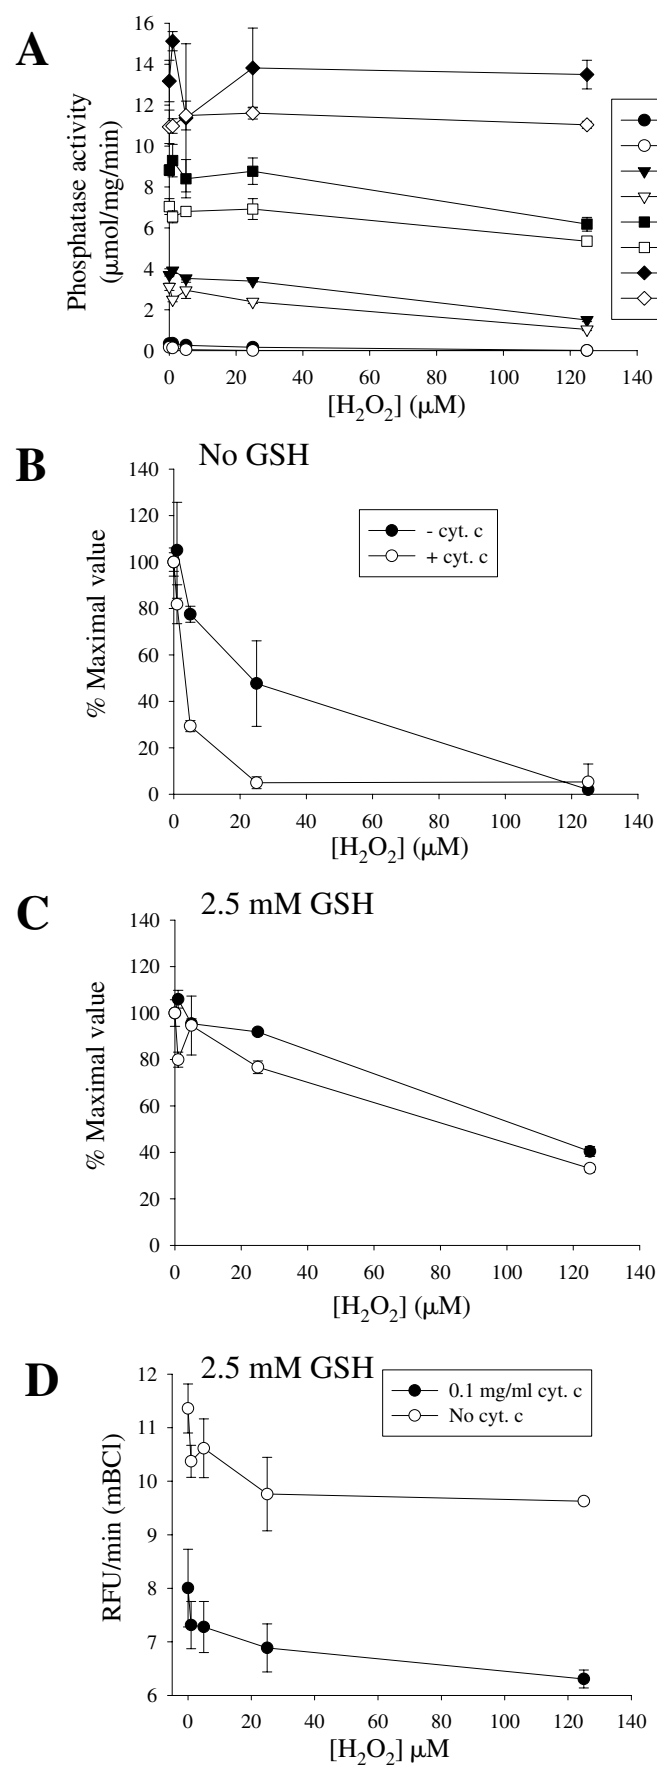 A
Phosphatase activity
(μmol/mg/min)
16
14
12
10
8
6
4
2
0
0 20 40 60 80 100 120 140
[H₂O₂] (μM)
B
No GSH
% Maximal value
140
120
100
80
60
40
20
0
- cyt. c
+ cyt. c
0 20 40 60 80 100 120 140
[H₂O₂] (μM)
C
2.5 mM GSH
% Maximal value
140
120
100
80
60
40
20
0
0 20 40 60 80 100 120 140
[H₂O₂] (μM)
D
2.5 mM GSH
RFU/min (mBCl)
12
11
10
9
8
7
6
0.1 mg/ml cyt. c
No cyt. c
0 20 40 60 80 100 120 140
[H₂O₂] μM